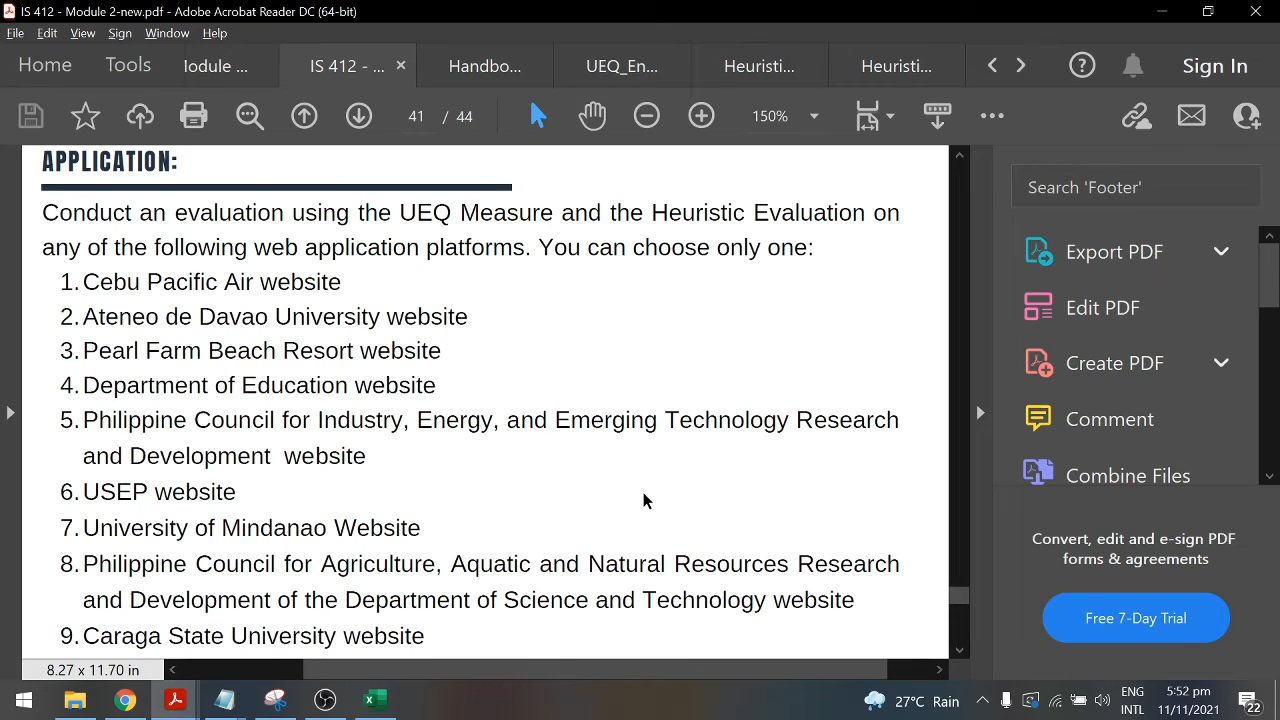 IS 412 - Module 2-new.pdf - Adobe Acrobat Reader DC (64-bit)
File Edit View Sign Window Help
Home Tools lodule ... IS 412 - ... × Handbo... UEQ_En... Heuristi... Heuristi... Sign In
41 / 44 150%
APPLICATION:
Conduct an evaluation using the UEQ Measure and the Heuristic Evaluation on
any of the following web application platforms. You can choose only one:
1. Cebu Pacific Air website
2. Ateneo de Davao University website
3. Pearl Farm Beach Resort website
4. Department of Education website
5. Philippine Council for Industry, Energy, and Emerging Technology Research
and Development website
6. USEP website
7. University of Mindanao Website
8. Philippine Council for Agriculture, Aquatic and Natural Resources Research
and Development of the Department of Science and Technology website
9. Caraga State University website
8.27 x 11.70 in
Search 'Footer'
Export PDF
Edit PDF
Create PDF
Comment
Combine Files
Convert, edit and e-sign PDF
forms & agreements
Free 7-Day Trial
27°C Rain
ENG
INTL
5:52 pm
11/11/2021
22